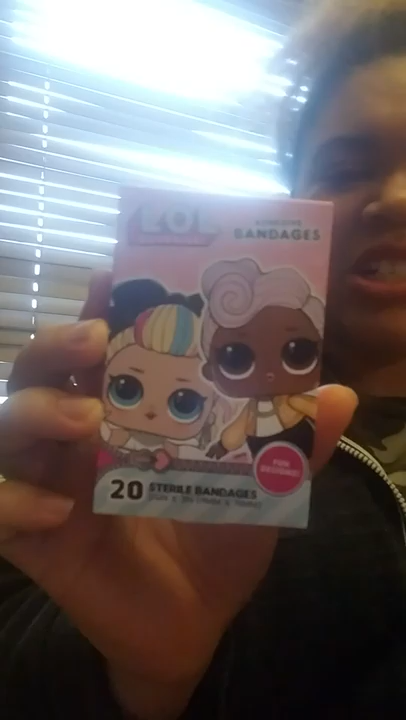 L.O.L
ADHESIVE
BANDAGES
FUN
DESIGNS!
20 STERILE BANDAGES